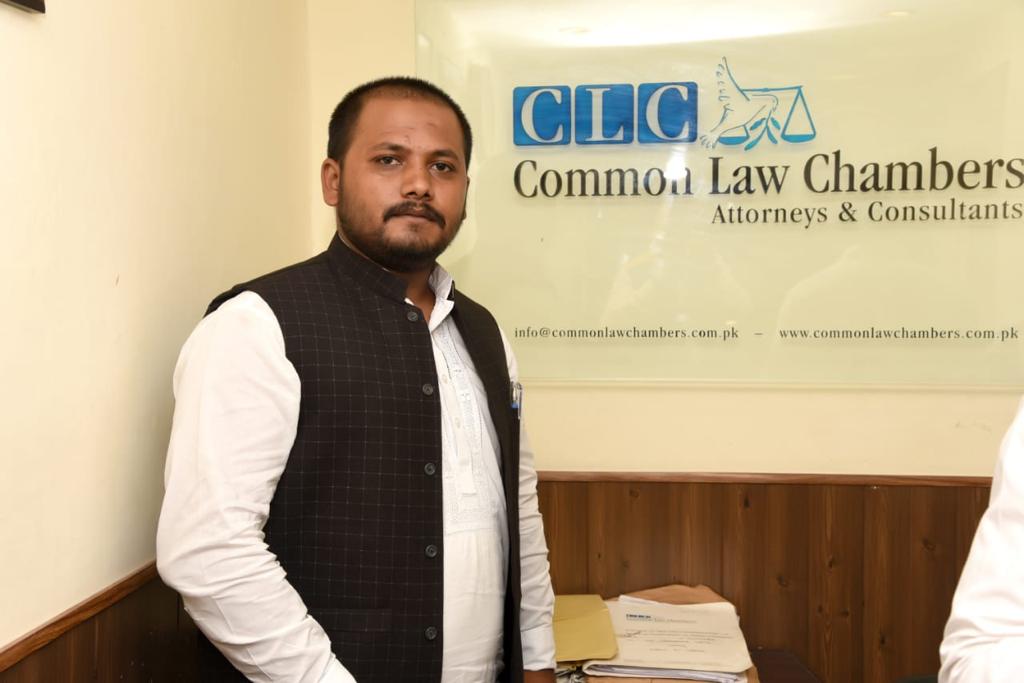 CLC
Common Law Chambers
Attorneys & Consultants
info@commonlawchambers.com.pk – www.commonlawchambers.com.pk